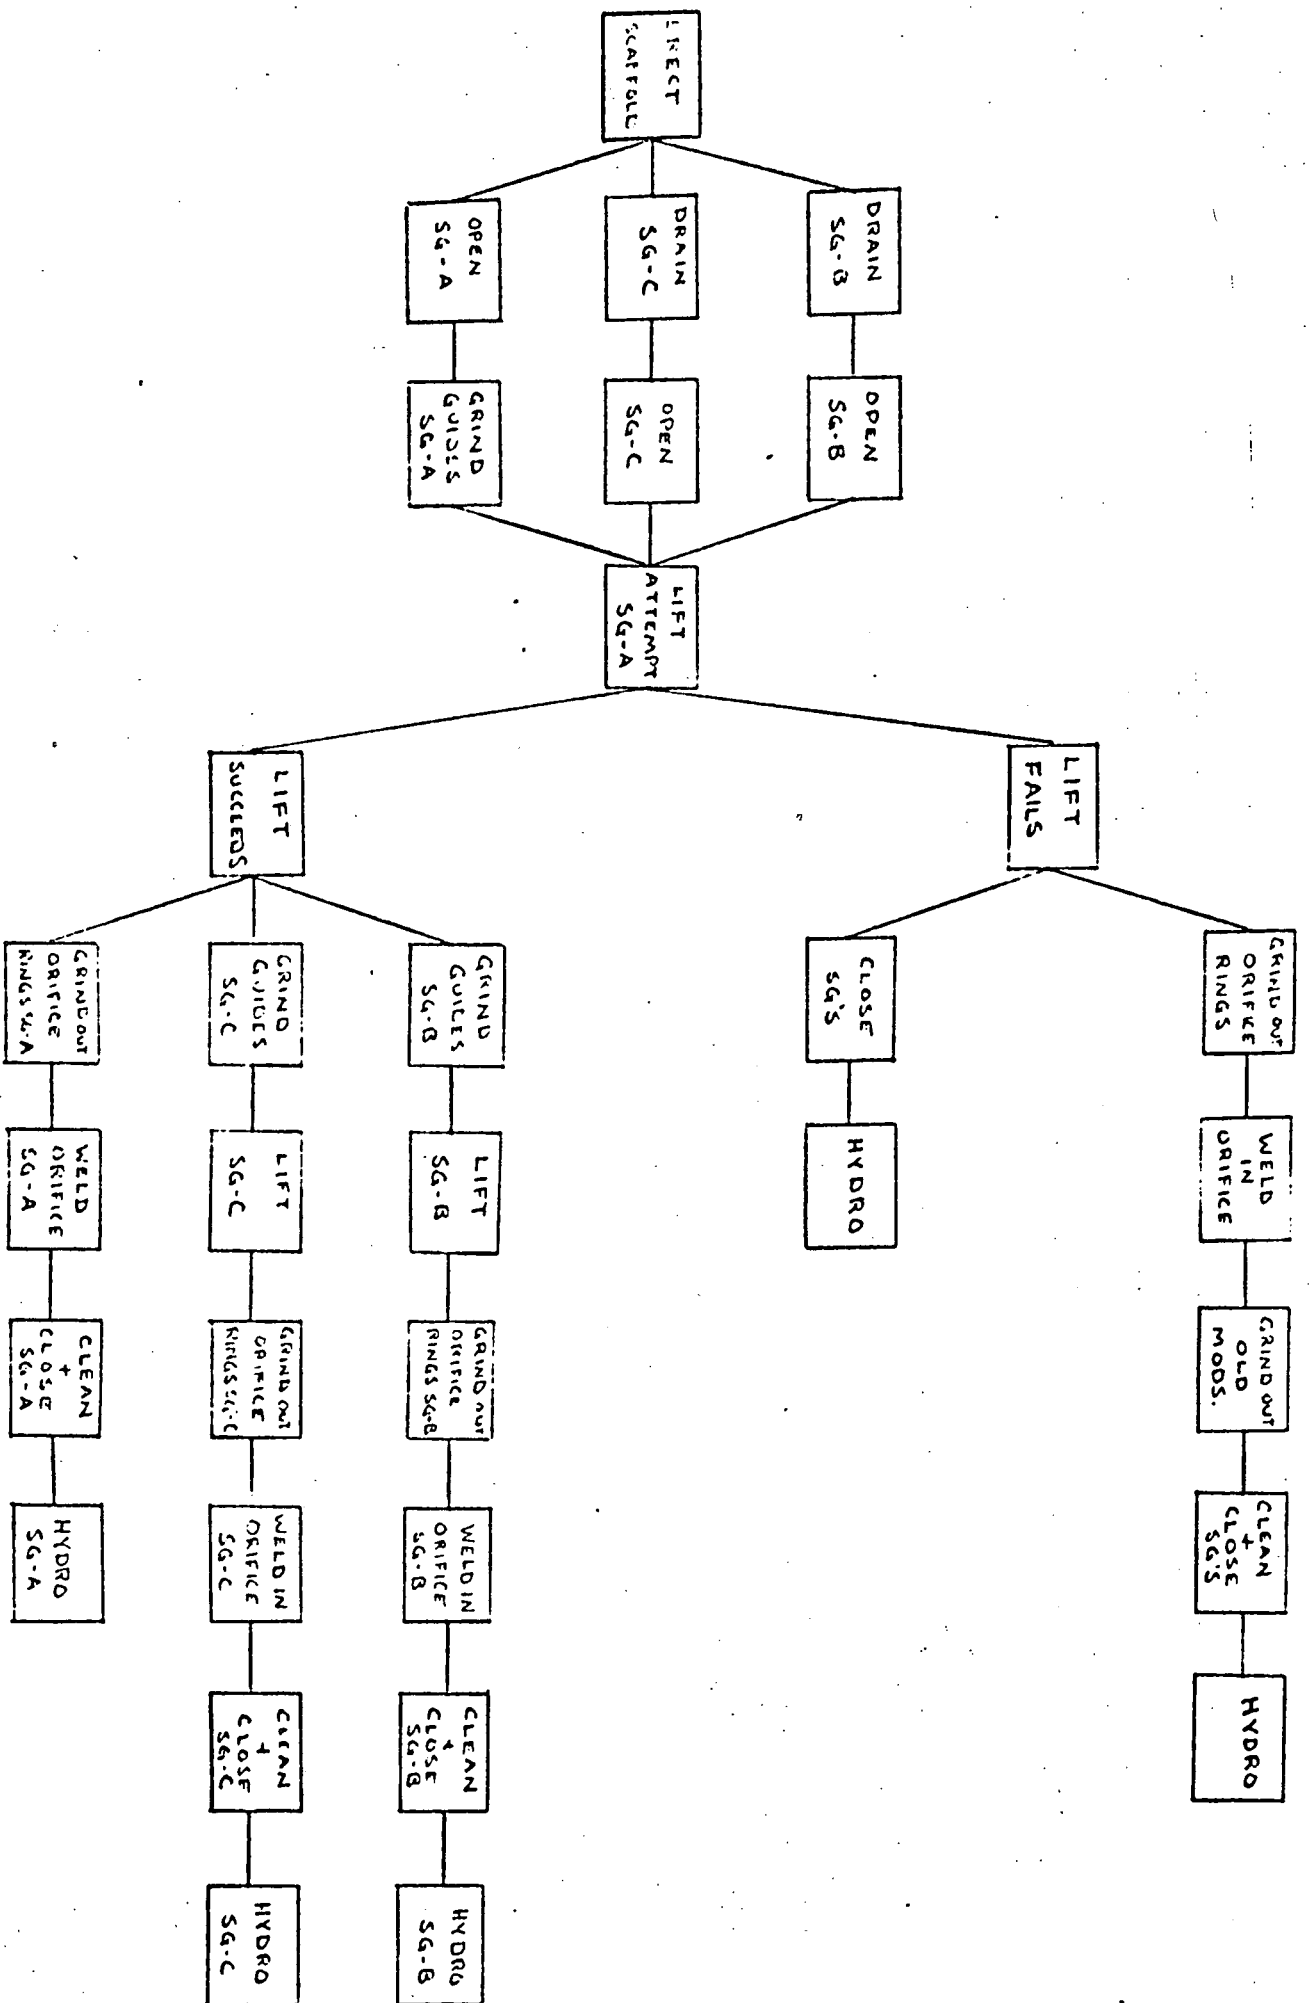 ERECT
SCAFFOLD
DRAIN
SG-B
OPEN
SG-B
DRAIN
SG-C
OPEN
SG-C
OPEN
SG-A
GRIND
GUIDES
SG-A
LIFT
ATTEMPT
SG-A
LIFT
FAILS
GRIND OUT
ORIFICE
RINGS
WELD
IN
ORIFICE
GRIND OUT
OLD
MODS.
CLEAN
+
CLOSE
SG'S
HYDRO
CLOSE
SG'S
HYDRO
LIFT
SUCCEEDS
GRIND
GUIDES
SG-B
LIFT
SG-B
GRIND OUT
ORIFICE
RINGS SG-B
WELD IN
ORIFICE
SG-B
CLEAN
+
CLOSE
SG-B
HYDRO
SG-B
GRIND
GUIDES
SG-C
LIFT
SG-C
GRIND OUT
ORIFICE
RINGS SG-C
WELD IN
ORIFICE
SG-C
CLEAN
+
CLOSE
SG-C
HYDRO
SG-C
GRIND OUT
ORIFICE
RINGS SG-A
WELD
ORIFICE
SG-A
CLEAN
+
CLOSE
SG-A
HYDRO
SG-A